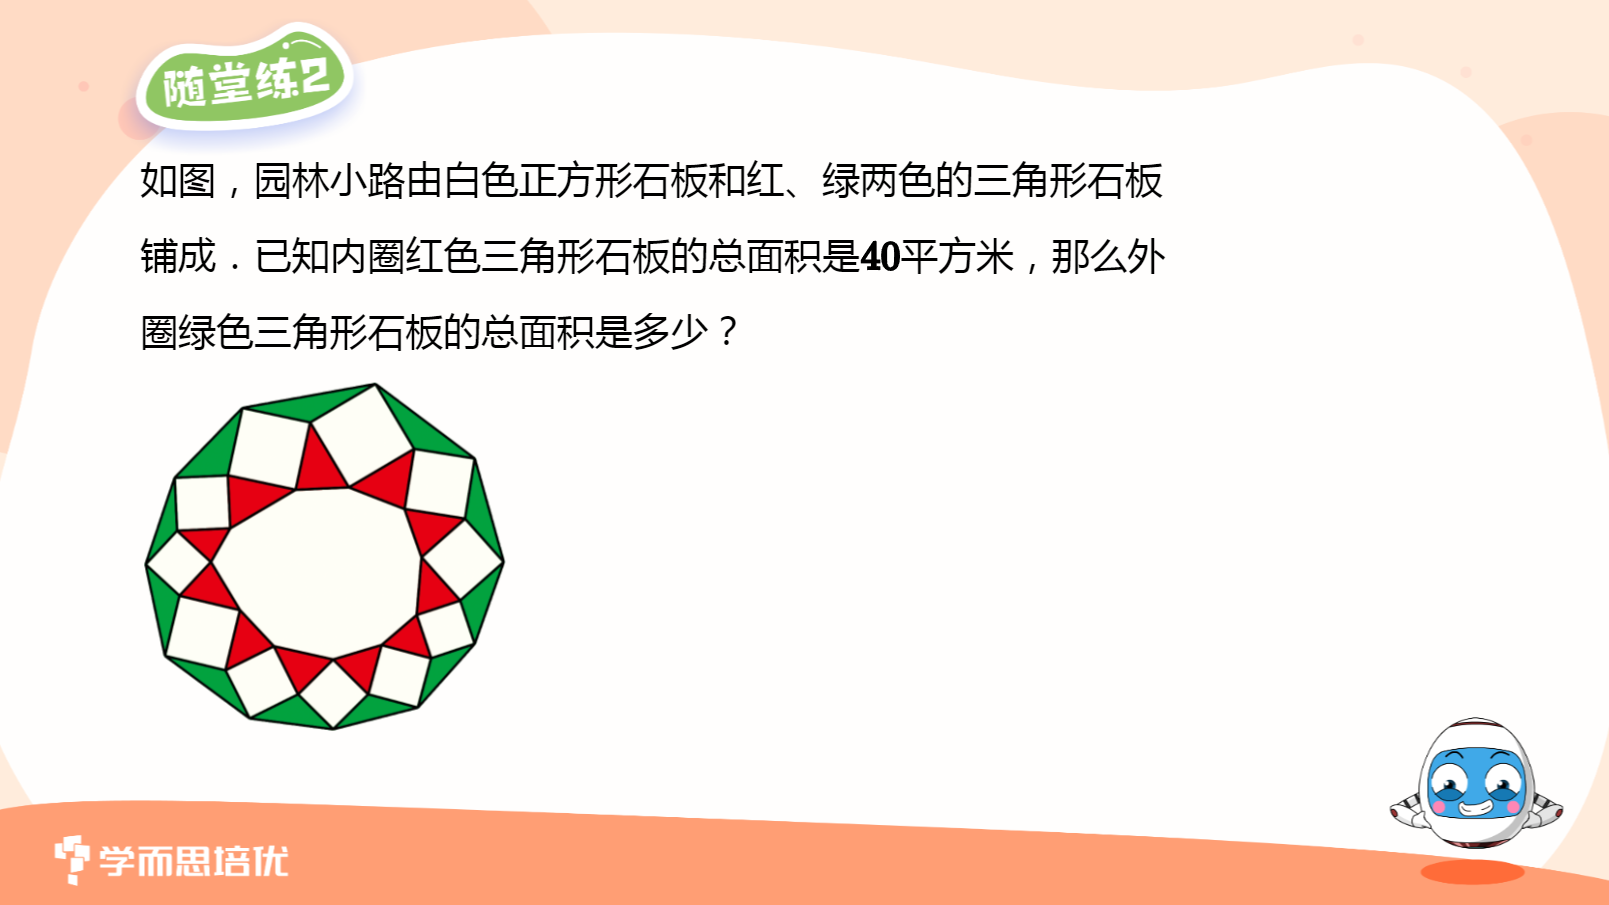 随堂练2
如图，园林小路由白色正方形石板和红、绿两色的三角形石板
铺成．已知内圈红色三角形石板的总面积是40平方米，那么外
圈绿色三角形石板的总面积是多少？
学而思培优